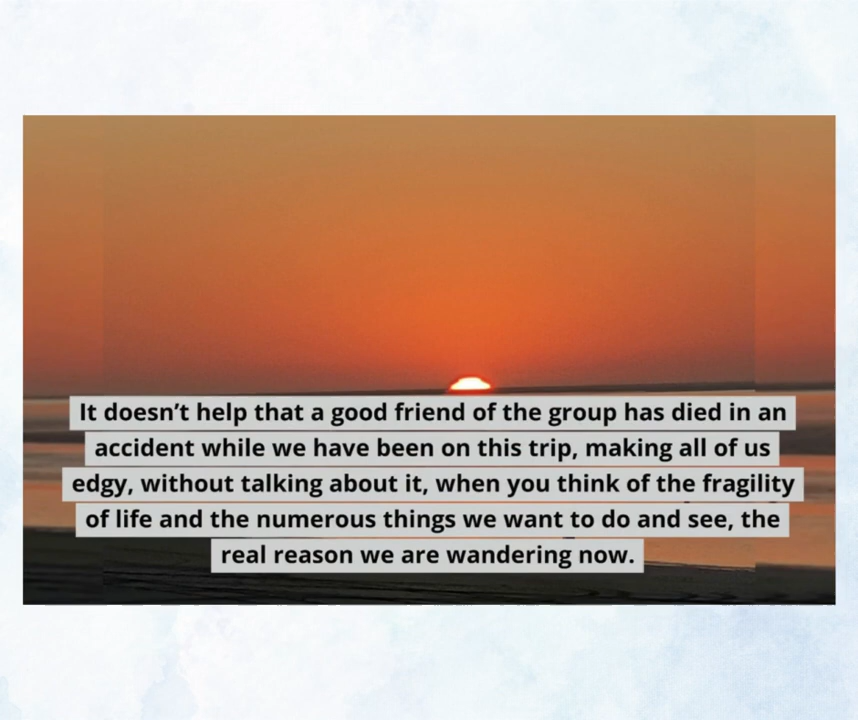 It doesn’t help that a good friend of the group has died in an
accident while we have been on this trip, making all of us
edgy, without talking about it, when you think of the fragility
of life and the numerous things we want to do and see, the
real reason we are wandering now.